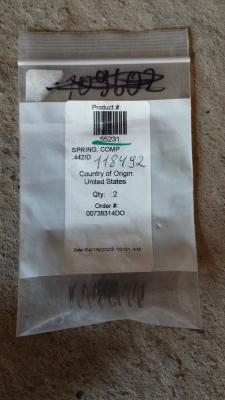 409602
Product #:
55231
SPRING, COMP
.442ID
118492
Country of Origin:
United States
Qty: 2
Order #:
00738314DO